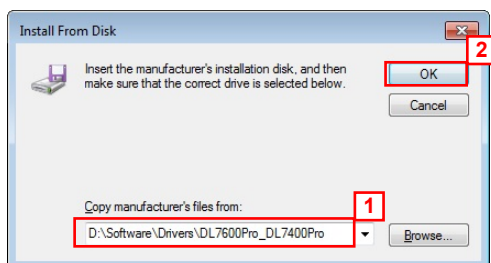 Install From Disk
2
Insert the manufacturer's installation disk, and then
make sure that the correct drive is selected below.
OK
Cancel
Copy manufacturer's files from:
1
D:\Software\Drivers\DL7600Pro_DL7400Pro
Browse...